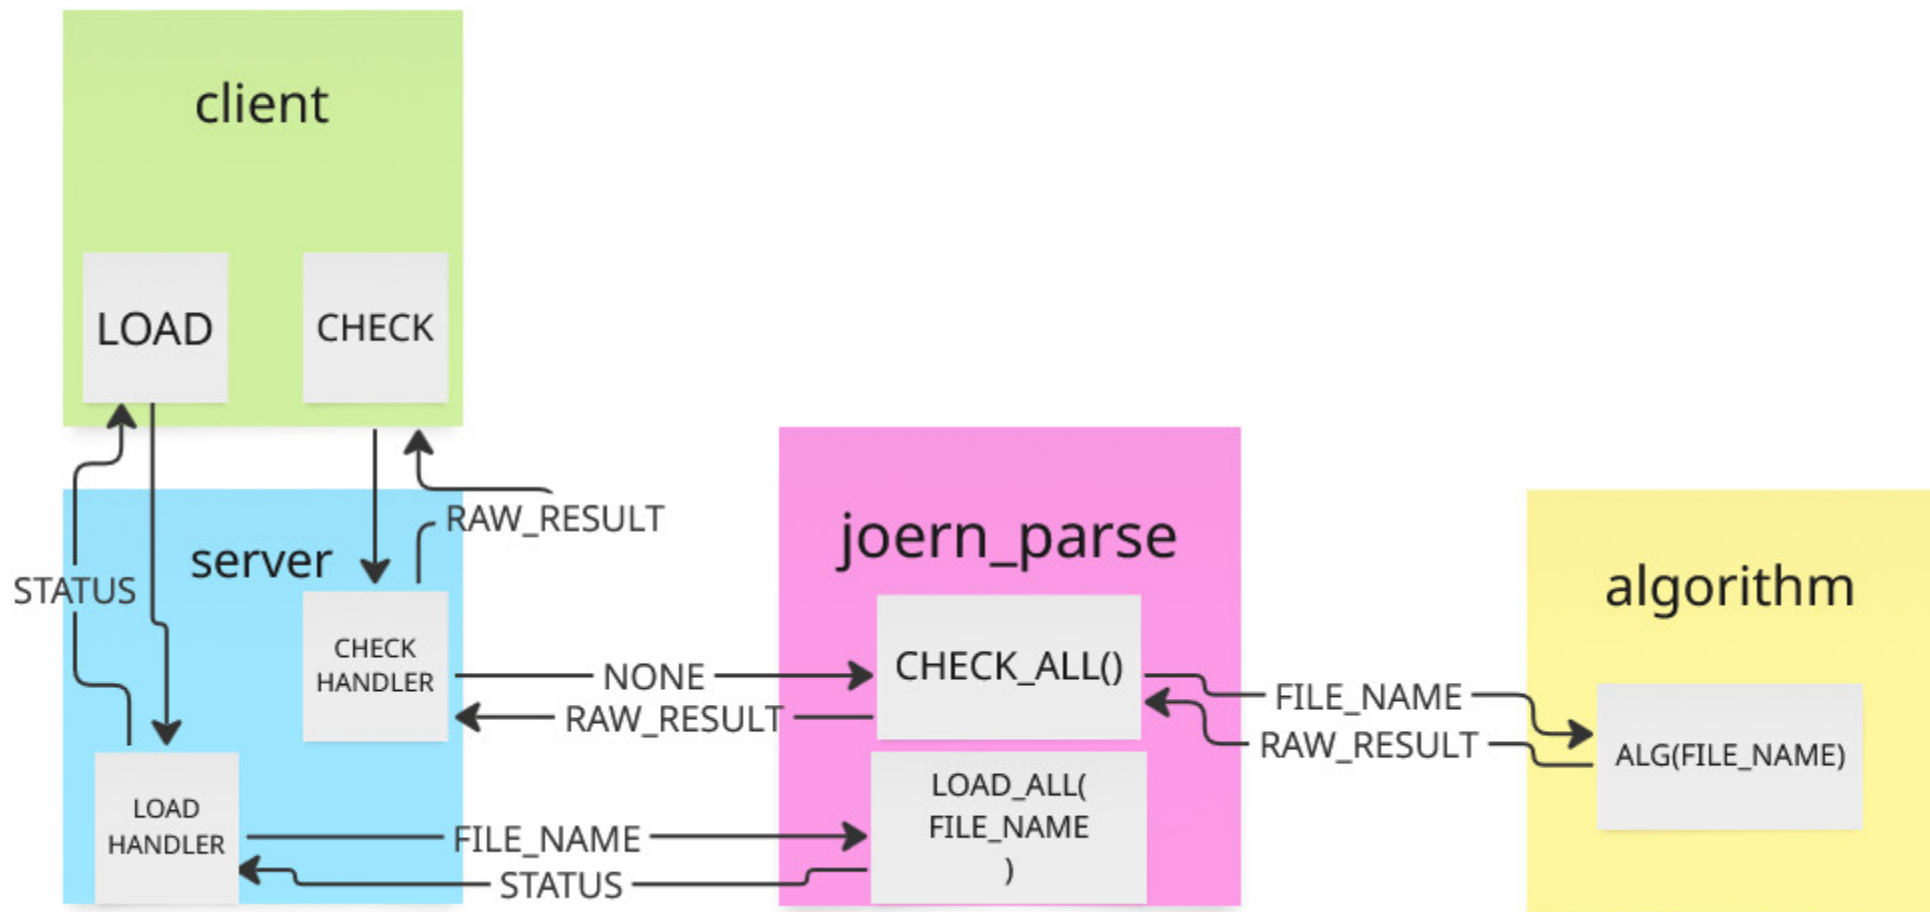 client
LOAD
CHECK
RAW_RESULT
server
STATUS
CHECK
HANDLER
LOAD
HANDLER
NONE
RAW_RESULT
FILE_NAME
STATUS
joern_parse
CHECK_ALL()
LOAD_ALL(
FILE_NAME
)
FILE_NAME
RAW_RESULT
algorithm
ALG(FILE_NAME)